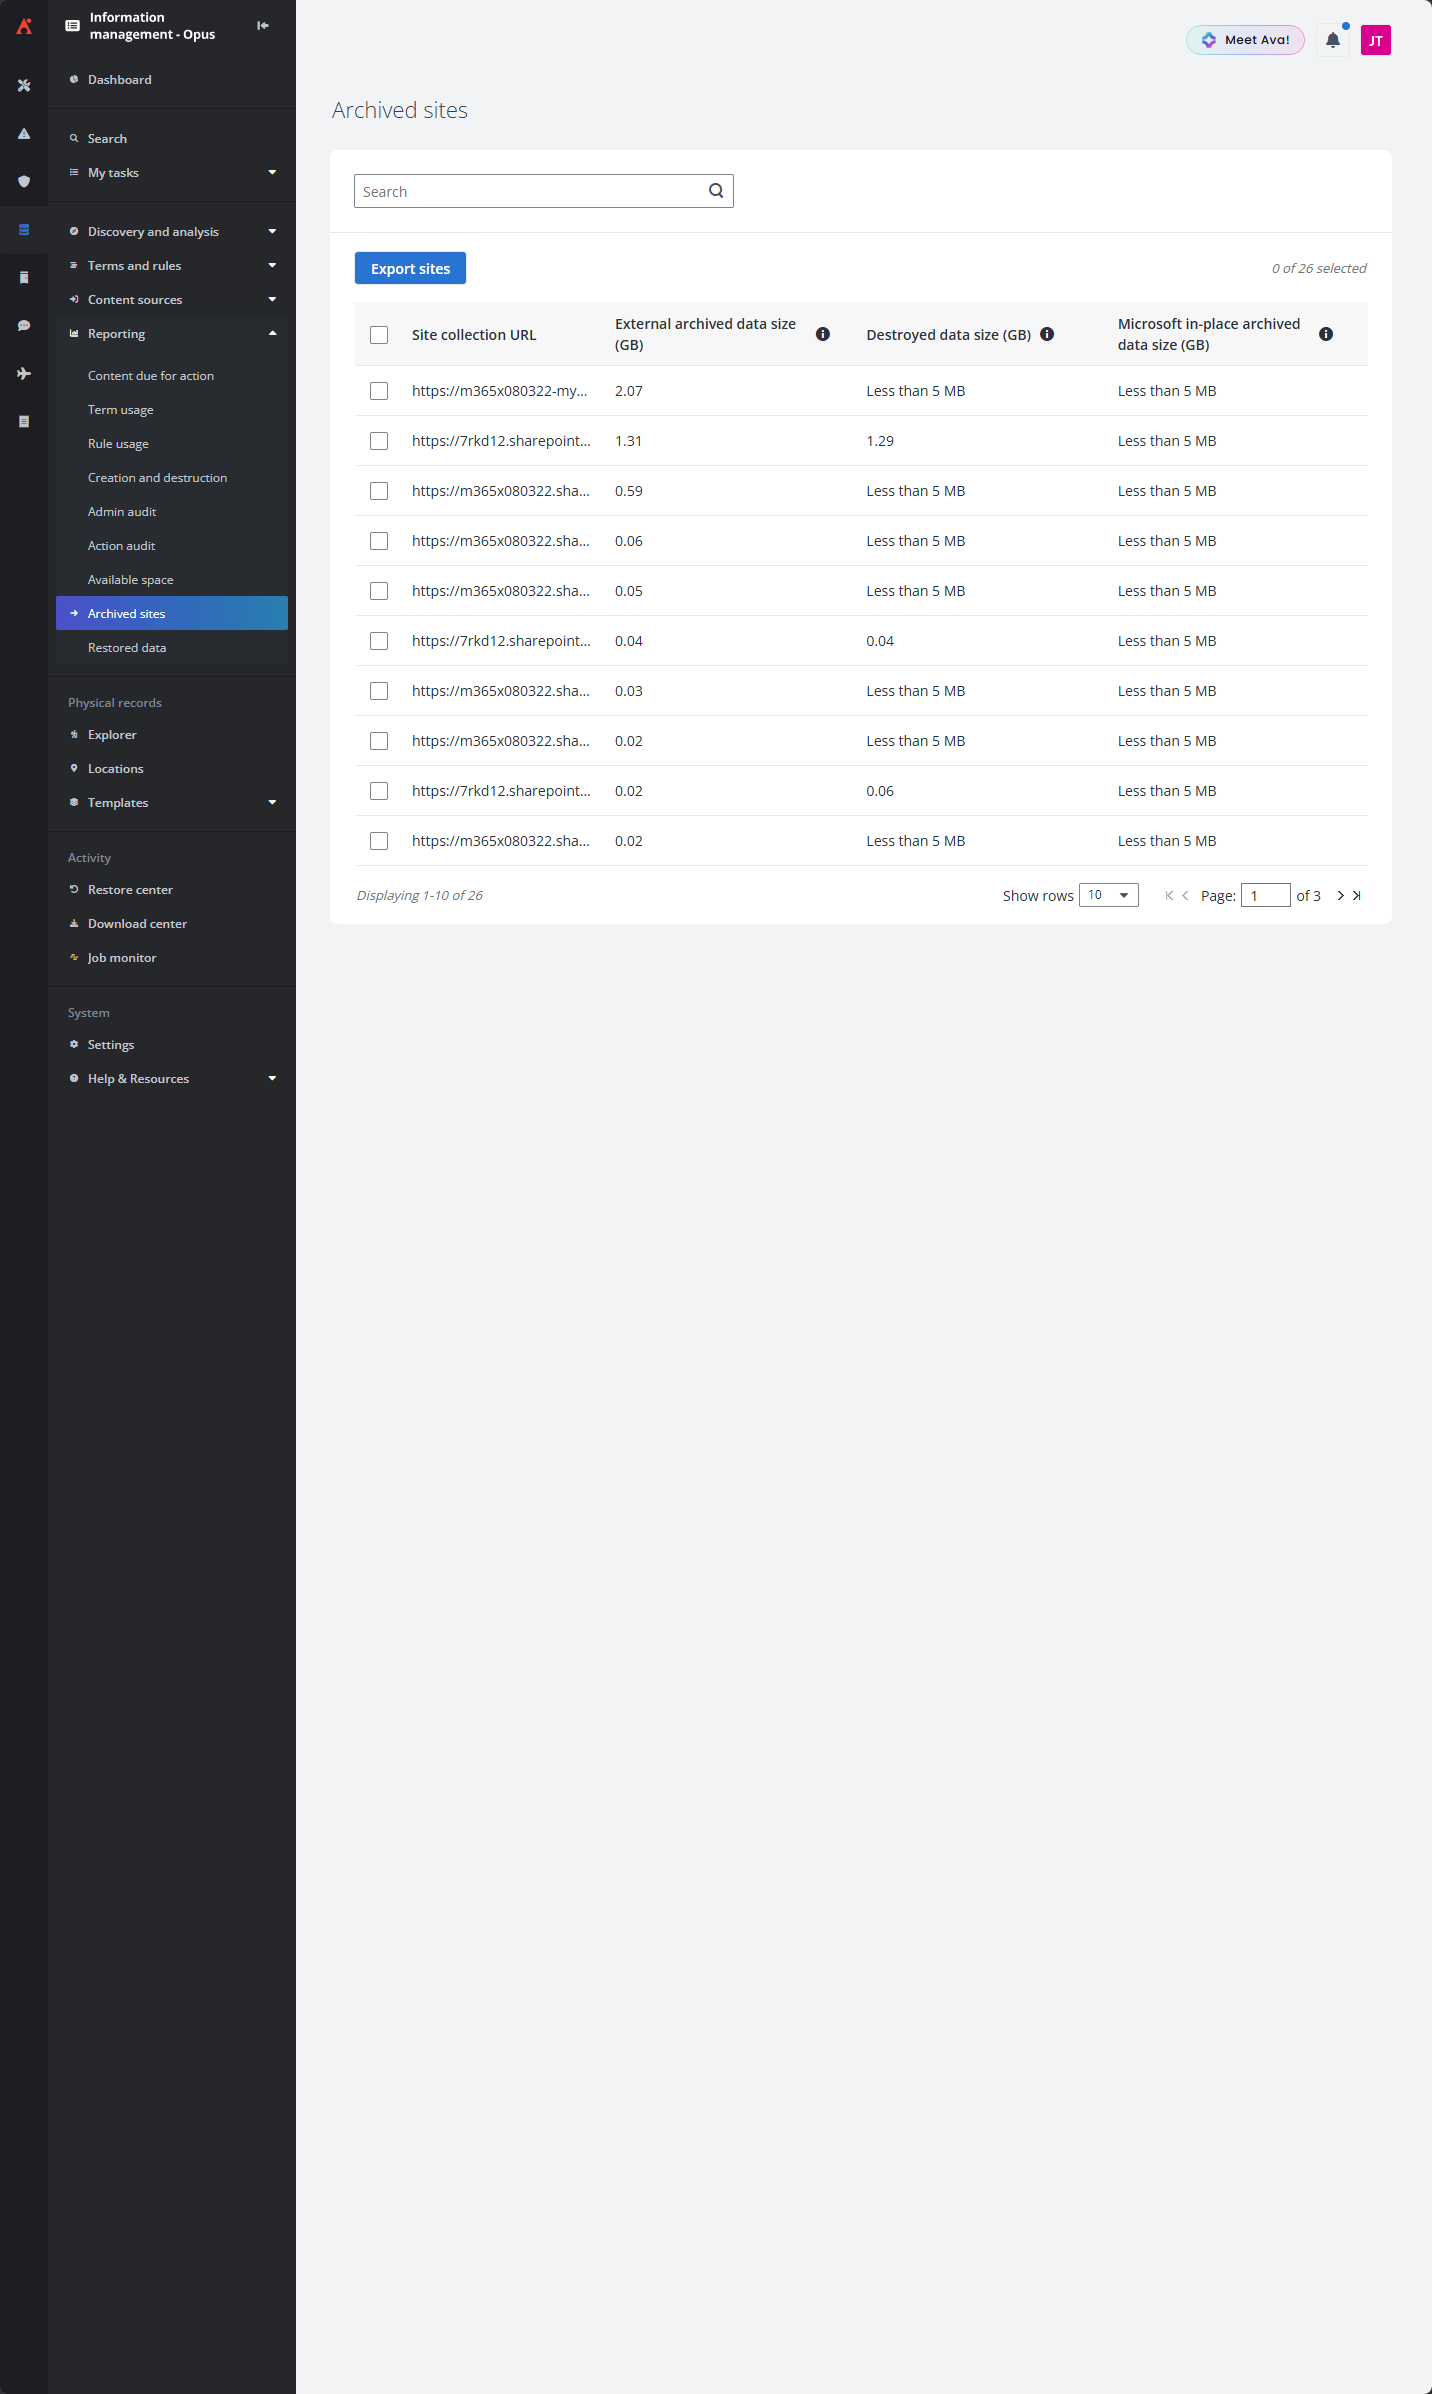 Information
management - Opus
Dashboard
Search
My tasks
Discovery and analysis
Terms and rules
Content sources
Reporting
Content due for action
Term usage
Rule usage
Creation and destruction
Admin audit
Action audit
Available space
Archived sites
Restored data
Physical records
Explorer
Locations
Templates
Activity
Restore center
Download center
Job monitor
System
Settings
Help & Resources
Meet Ava!
JT
Archived sites
Search
Export sites
0 of 26 selected
Site collection URL
External archived data size
(GB)
Destroyed data size (GB)
Microsoft in-place archived
data size (GB)
https://m365x080322-my... 2.07 Less than 5 MB Less than 5 MB
https://7rkd12.sharepoint... 1.31 1.29 Less than 5 MB
https://m365x080322.sha... 0.59 Less than 5 MB Less than 5 MB
https://m365x080322.sha... 0.06 Less than 5 MB Less than 5 MB
https://m365x080322.sha... 0.05 Less than 5 MB Less than 5 MB
https://7rkd12.sharepoint... 0.04 0.04 Less than 5 MB
https://m365x080322.sha... 0.03 Less than 5 MB Less than 5 MB
https://m365x080322.sha... 0.02 Less than 5 MB Less than 5 MB
https://7rkd12.sharepoint... 0.02 0.06 Less than 5 MB
https://m365x080322.sha... 0.02 Less than 5 MB Less than 5 MB
Displaying 1-10 of 26
Show rows 10 Page: 1 of 3